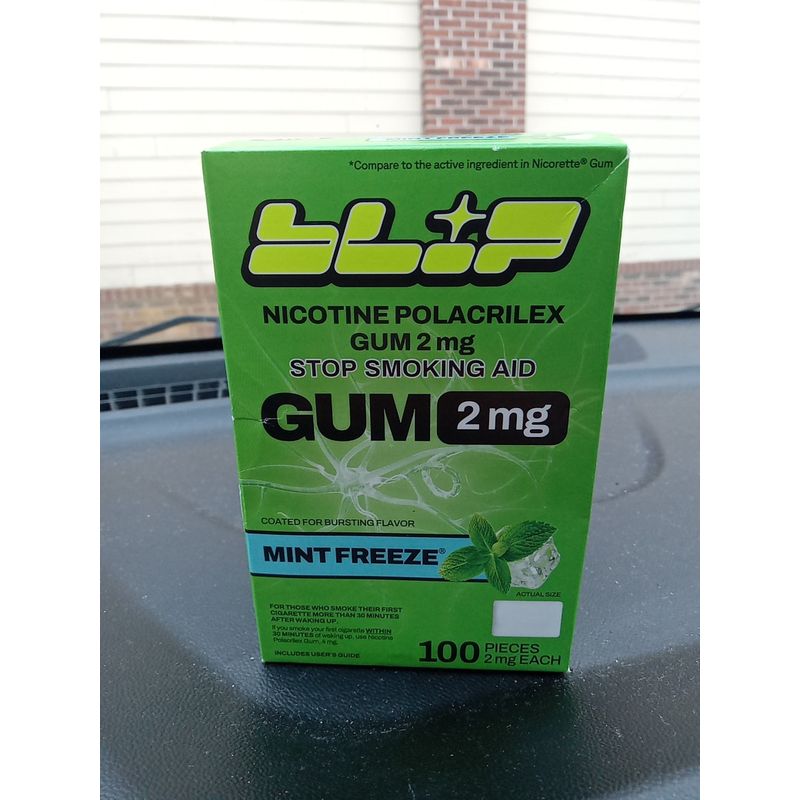 MINT FREEZE®
*Compare to the active ingredient in Nicorette® Gum
BLiP
NICOTINE POLACRILEX
GUM 2 mg
STOP SMOKING AID
GUM 2 mg
COATED FOR BURSTING FLAVOR
MINT FREEZE®
ACTUAL SIZE
FOR THOSE WHO SMOKE THEIR FIRST
CIGARETTE MORE THAN 30 MINUTES
AFTER WAKING UP.
If you smoke your first cigarette WITHIN
30 MINUTES of waking up, use Nicotine
Polacrilex Gum, 4 mg.
INCLUDES USER'S GUIDE
100 PIECES
2 mg EACH